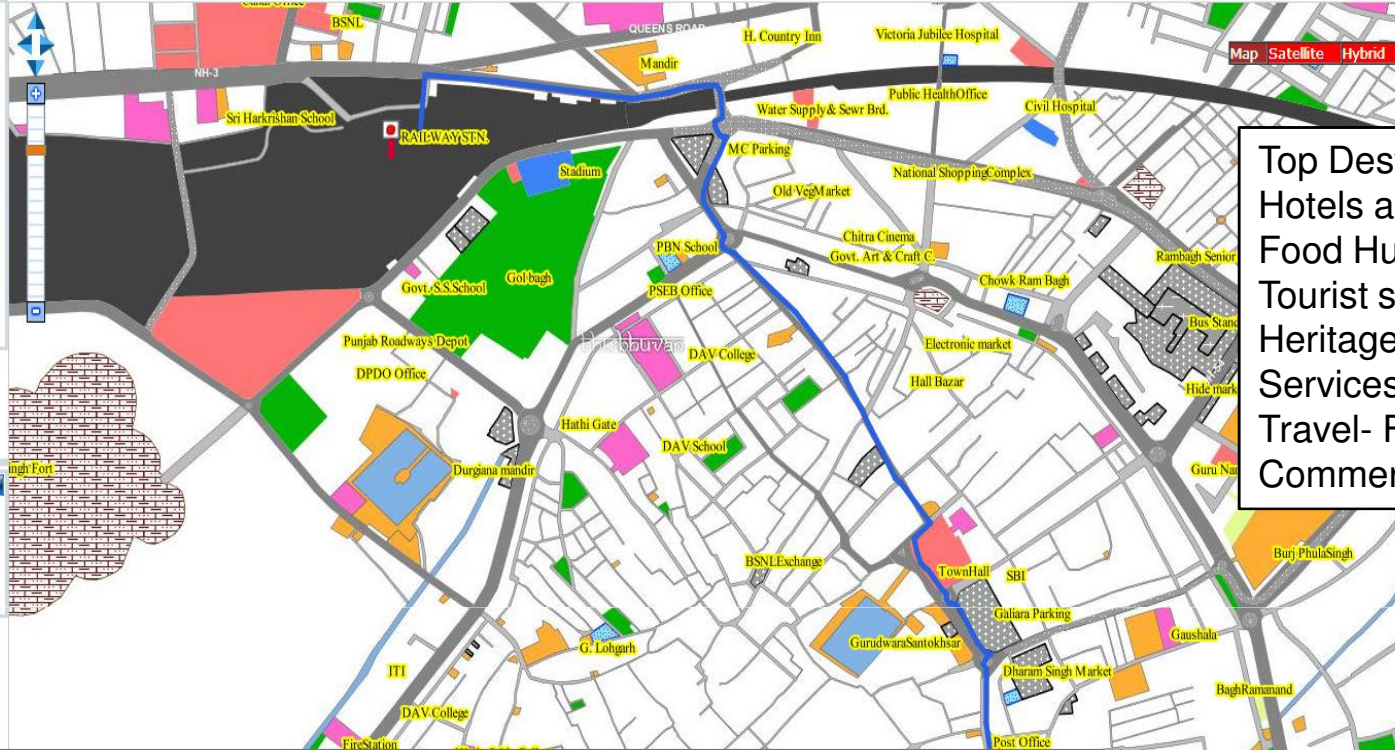 BSNL
QUEENS ROAD
H. Country Inn
Victoria Jubilee Hospital
Map Satellite Hybrid
Mandir
NH-3
Public HealthOffice
Civil Hospital
Sri Harkrishan School
Water Supply & Sewr Brd.
RAILWAY STN.
MC Parking
Stadium
National ShoppingComplex
Old VegMarket
Chitra Cinema
PBN School
Govt. Art & Craft C.
Rambagh Senior
Golbagh
Govt. S.S.School
Chowk Ram Bagh
PSEB Office
Bus Stand
Punjab Roadways Depot
bhubhuvan
DAV College
Electronic market
DPDO Office
Hall Bazar
Hide mark
Hathi Gate
DAV School
ingh Fort
Durgiana mandir
Guru Nan
BSNLExchange
TownHall
SBI
Burj PhulaSingh
Galiara Parking
GurudwaraSantokhsar
Gaushala
G. Lohgarh
ITI
Dharam Singh Market
BaghRamanand
DAV College
FireStation
Post Office
Top Des
Hotels a
Food Hu
Tourist s
Heritage
Services
Travel- 
Commer